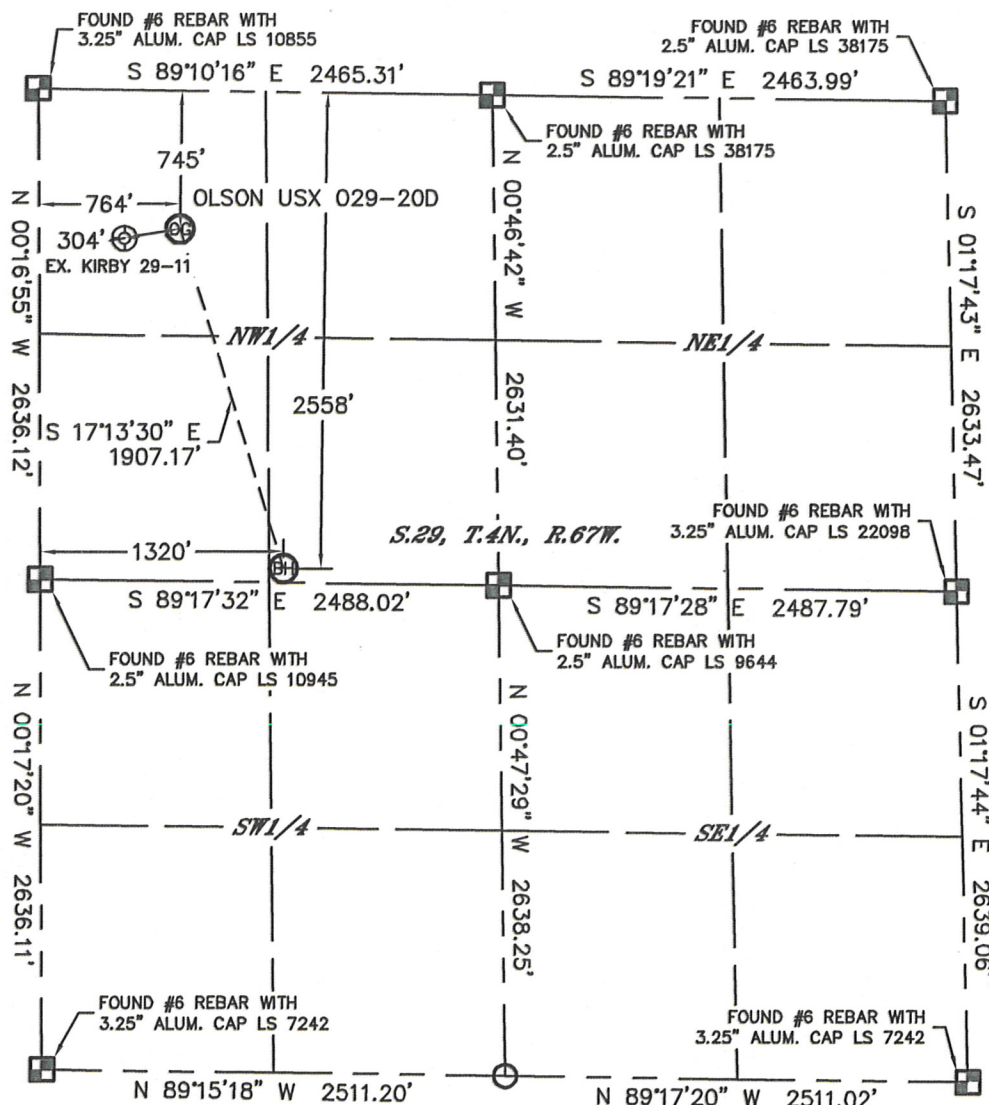 FOUND #6 REBAR WITH
3.25" ALUM. CAP LS 10855
FOUND #6 REBAR WITH
2.5" ALUM. CAP LS 38175
S 89°10'16" E 2465.31'
S 89°19'21" E 2463.99'
FOUND #6 REBAR WITH
2.5" ALUM. CAP LS 38175
745'
764'
OLSON USX 029-20D
OG
304'
EX. KIRBY 29-11
N 00°16'55" W 2636.12'
N 00°46'42" W 2631.40'
S 01°17'43" E 2633.47'
NW1/4
NE1/4
2558'
S 17°13'30" E
1907.17'
S.29, T.4N., R.67W.
FOUND #6 REBAR WITH
3.25" ALUM. CAP LS 22098
1320'
BH
S 89°17'32" E 2488.02'
S 89°17'28" E 2487.79'
FOUND #6 REBAR WITH
2.5" ALUM. CAP LS 10945
FOUND #6 REBAR WITH
2.5" ALUM. CAP LS 9644
N 00°17'20" W 2636.11'
N 00°47'29" W 2638.25'
S 01°17'44" E 2639.06'
SW1/4
SE1/4
FOUND #6 REBAR WITH
3.25" ALUM. CAP LS 7242
FOUND #6 REBAR WITH
3.25" ALUM. CAP LS 7242
N 89°15'18" W 2511.20'
N 89°17'20" W 2511.02'